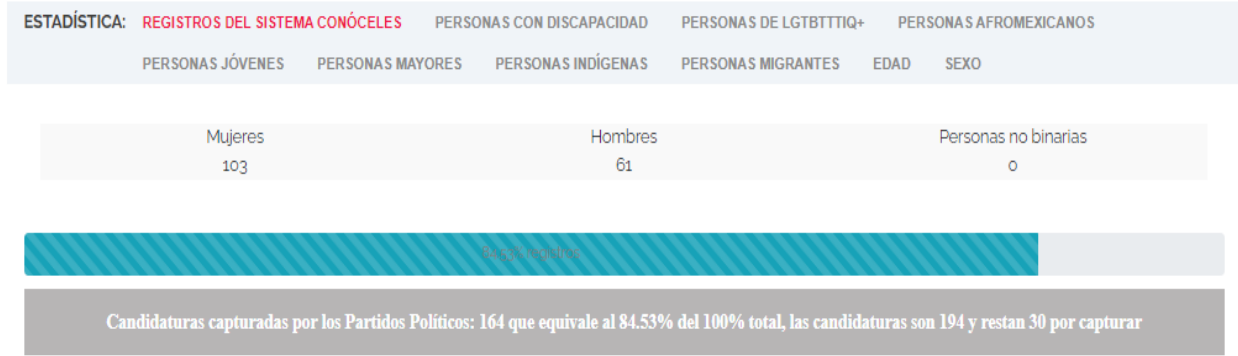 ESTADÍSTICA: REGISTROS DEL SISTEMA CONÓCELES PERSONAS CON DISCAPACIDAD PERSONAS DE LGTBTTTIQ+ PERSONAS AFROMEXICANOS
PERSONAS JÓVENES PERSONAS MAYORES PERSONAS INDÍGENAS PERSONAS MIGRANTES EDAD SEXO
Mujeres Hombres Personas no binarias
103 61 0
registros
Candidaturas capturadas por los Partidos Políticos: 164 que equivale al 84.53% del 100% total, las candidaturas son 194 y restan 30 por capturar